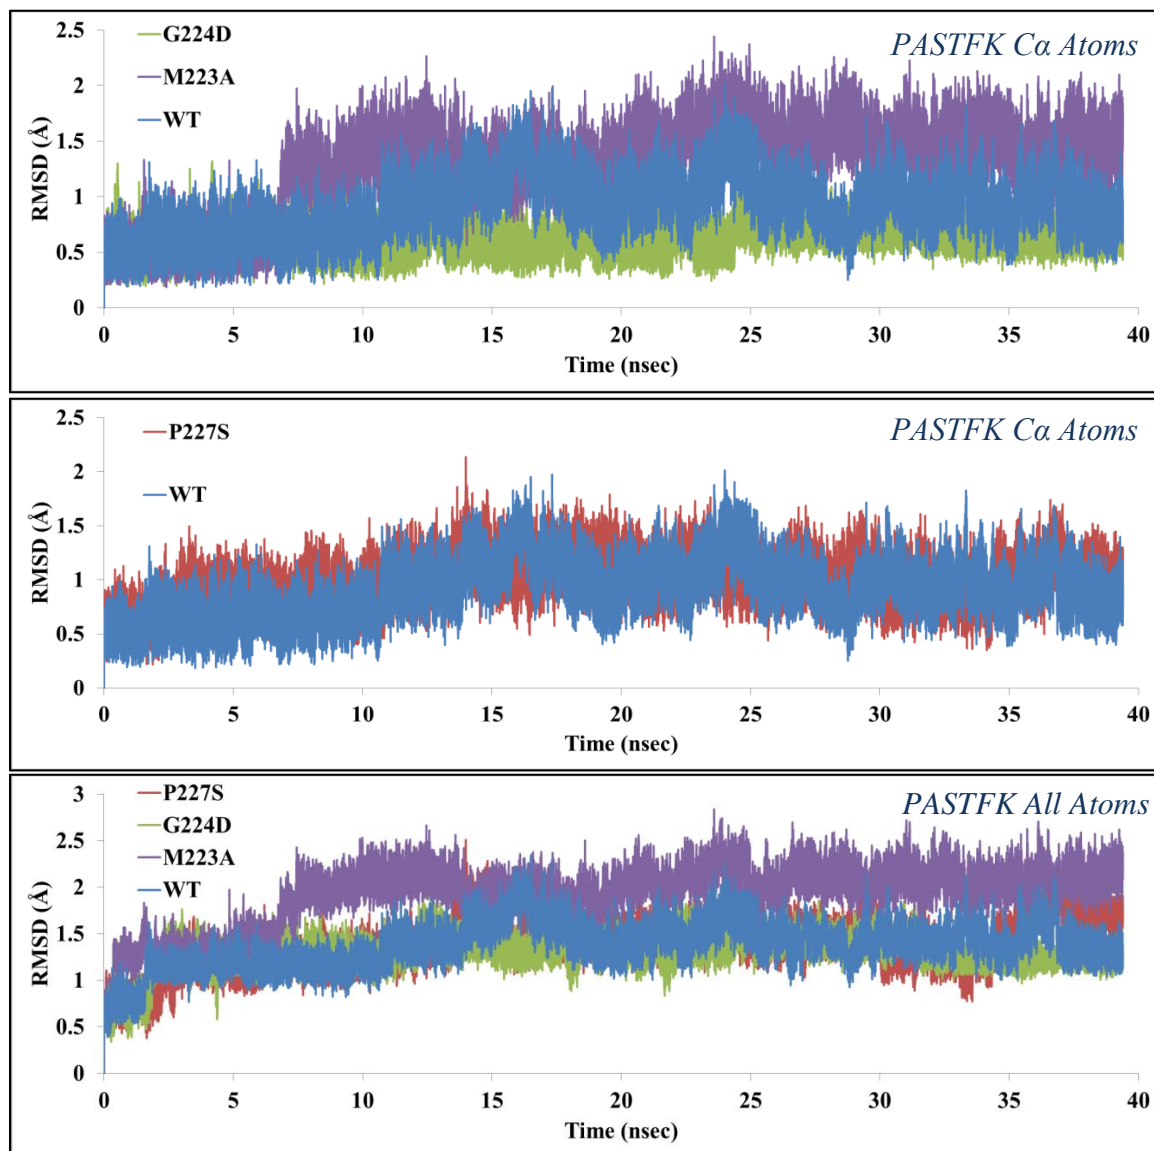 PASTFK Cα Atoms
G224D
M223A
WT
RMSD (Å)
2.5
2
1.5
1
0.5
0
0 5 10 15 20 25 30 35 40
Time (nsec)
PASTFK Cα Atoms
P227S
WT
RMSD (Å)
2.5
2
1.5
1
0.5
0
0 5 10 15 20 25 30 35 40
Time (nsec)
PASTFK All Atoms
P227S
G224D
M223A
WT
RMSD (Å)
3
2.5
2
1.5
1
0.5
0
0 5 10 15 20 25 30 35 40
Time (nsec)